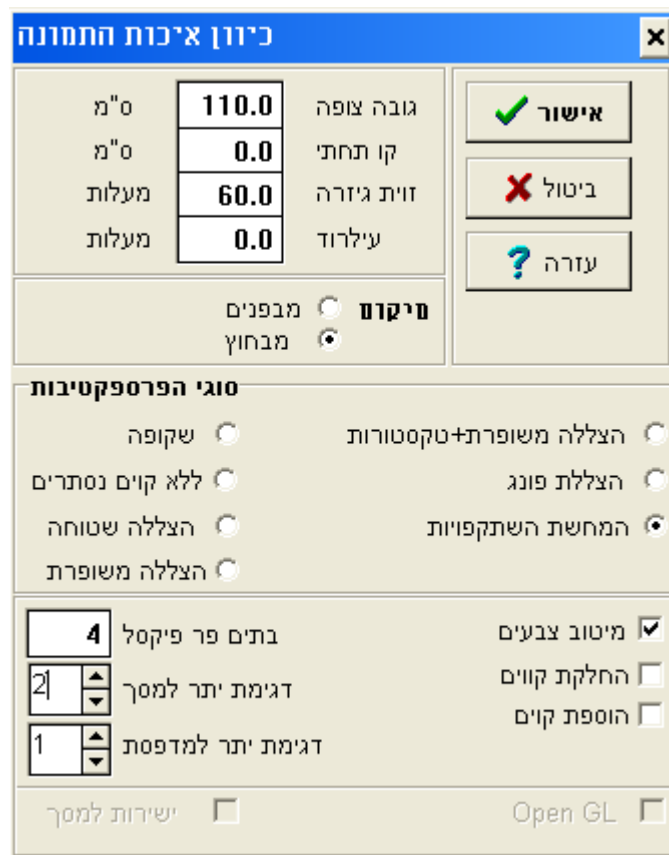 כיוון איכות התמונה
אישור
ביטול
עזרה
גובה צופה 110.0 ס"מ
קו תחתי 0.0 ס"מ
זוית גיזרה 60.0 מעלות
עילרוד 0.0 מעלות
מיקום מבפנים
מבחוץ
סוגי הפרספקטיבות
הצללה משופרת+טקסטורות שקופה
הצללת פונג ללא קוים נסתרים
המחשת השתקפויות הצללה שטוחה
הצללה משופרת
מיטוב צבעים בתים פר פיקסל 4
החלקת קווים דגימת יתר למסך 2
הוספת קוים דגימת יתר למדפסת 1
Open GL ישירות למסך